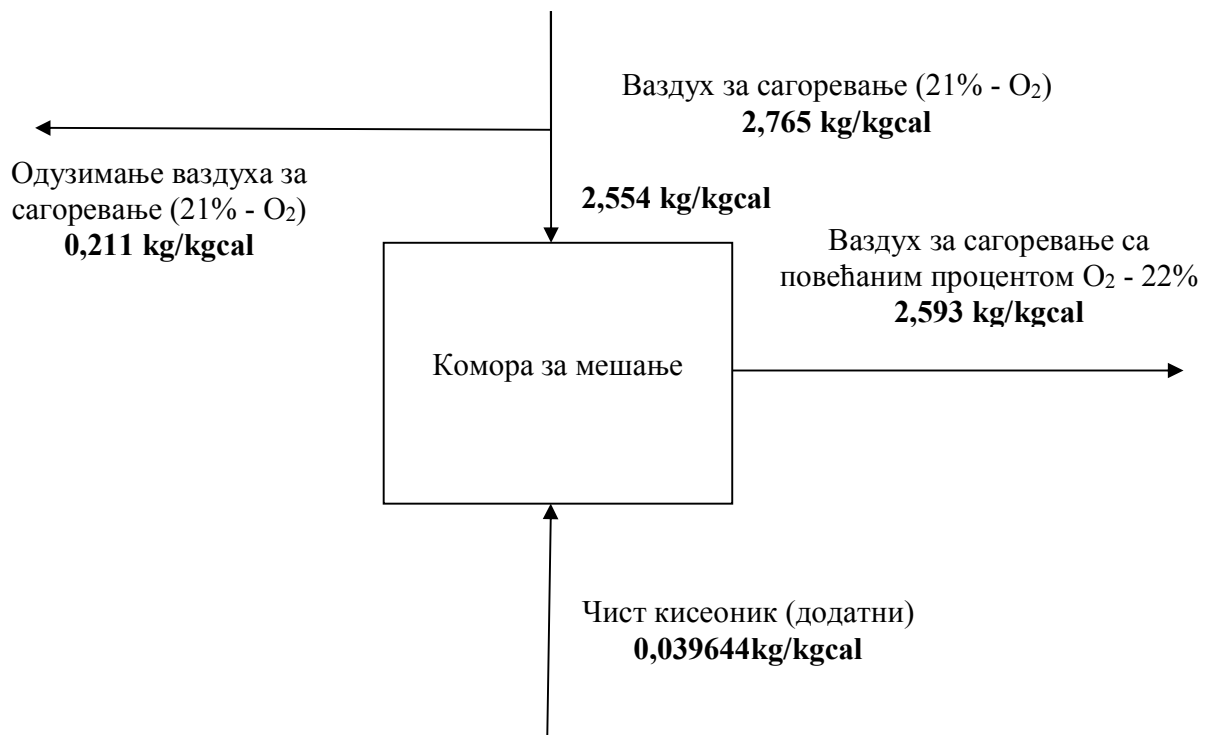 Ваздух за сагоревање (21% - O₂)
2,765 kg/kgcal
Одузимање ваздуха за
сагоревање (21% - O₂)
0,211 kg/kgcal
2,554 kg/kgcal
Ваздух за сагоревање са
повећаним процентом O₂ - 22%
2,593 kg/kgcal
Комора за мешање
Чист кисеоник (додатни)
0,039644kg/kgcal